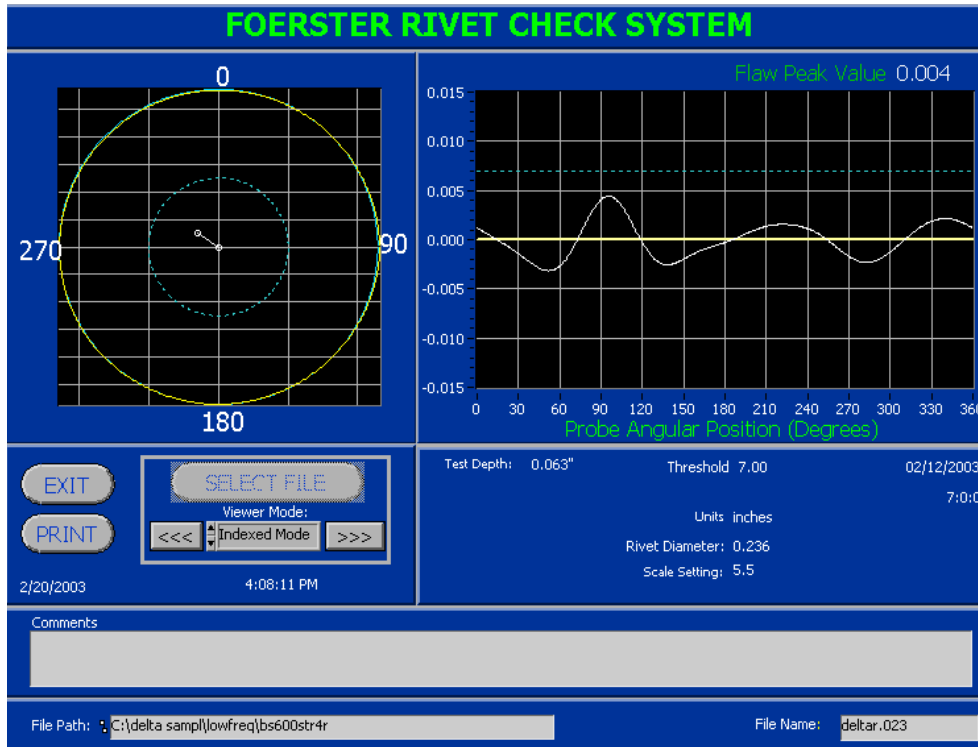 FOERSTER RIVET CHECK SYSTEM
0
270
90
180
Flaw Peak Value 0.004
0.015
0.010
0.005
0.000
-0.005
-0.010
-0.015
0 30 60 90 120 150 180 210 240 270 300 330
Probe Angular Position (Degrees)
EXIT
PRINT
SELECT FILE
Viewer Mode:
<<< Indexed Mode >>>
2/20/2003 4:08:11 PM
Test Depth: 0.063" Threshold 7.00 02/12/2003
Units inches
Rivet Diameter: 0.236
Scale Setting: 5.5
Comments
File Path: C:\delta sampl\lowfreq\bs600str4r File Name: deltar.023